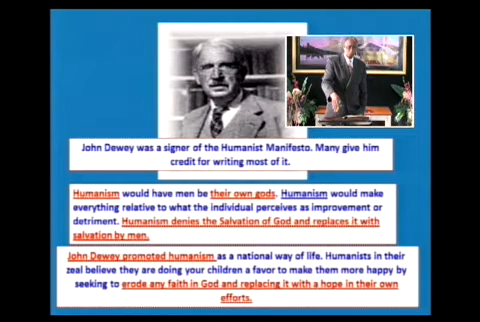 John Dewey was a signer of the Humanist Manifesto. Many give him
credit for writing most of it.
Humanism would have men be their own gods. Humanism would make
everything relative to what the individual perceives as improvement or
detriment. Humanism denies the Salvation of God and replaces it with
salvation by men.
John Dewey promoted humanism as a national way of life. Humanists in their
zeal believe they are doing your children a favor to make them more happy by
seeking to erode any faith in God and replacing it with a hope in their own
efforts.